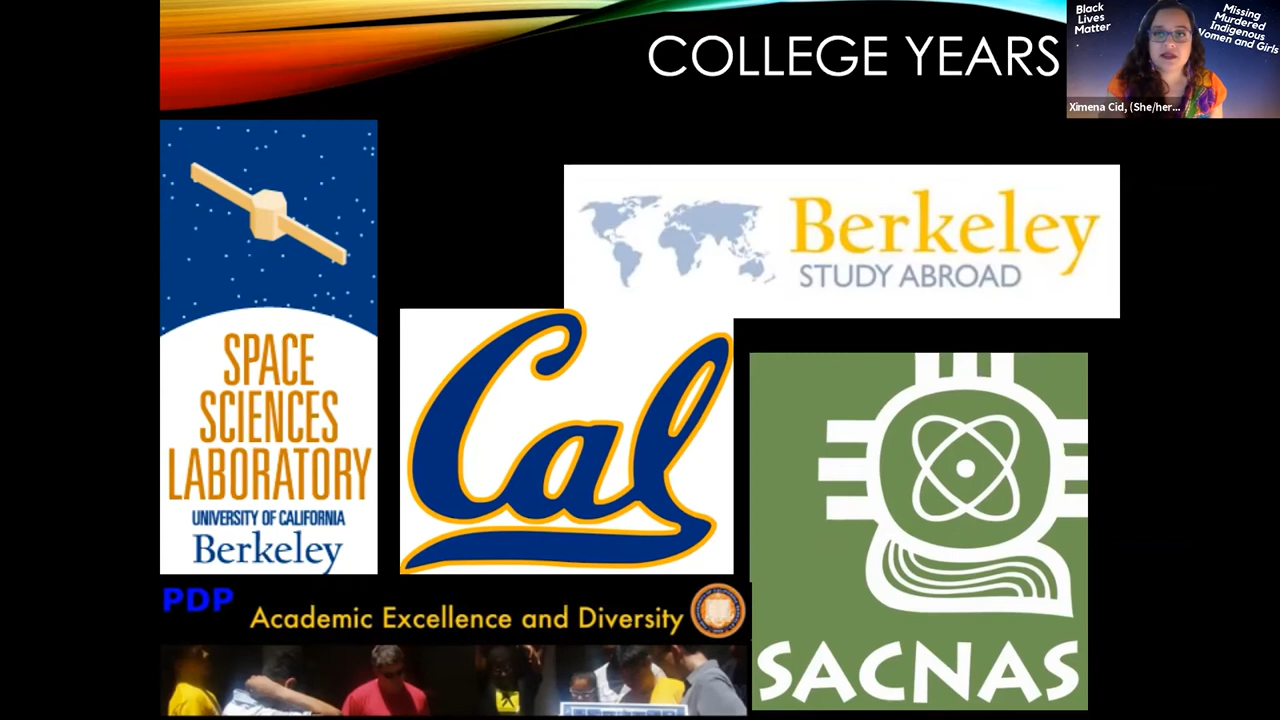 COLLEGE YEARS
Black
Lives
Matter
Missing
Murdered
Indigenous
Women and Girls
Ximena Cid, (She/her...
SPACE
SCIENCES
LABORATORY
UNIVERSITY OF CALIFORNIA
Berkeley
Berkeley
STUDY ABROAD
Cal
SACNAS
PDP
Academic Excellence and Diversity